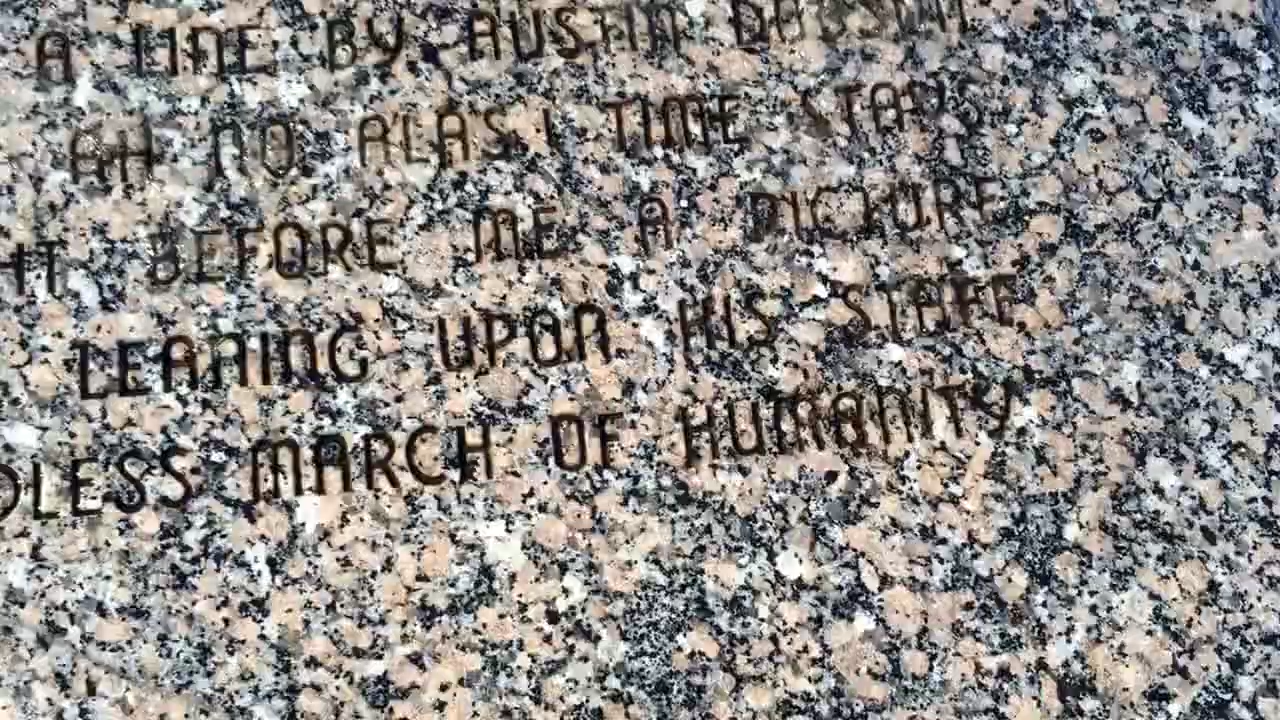 A LINE BY AUSTIN DOBSON
AH NO, ALAS, TIME STAYS
HT BEFORE ME A PICTURE
LEANING UPON HIS STAFF
DLESS MARCH OF HUMANITY